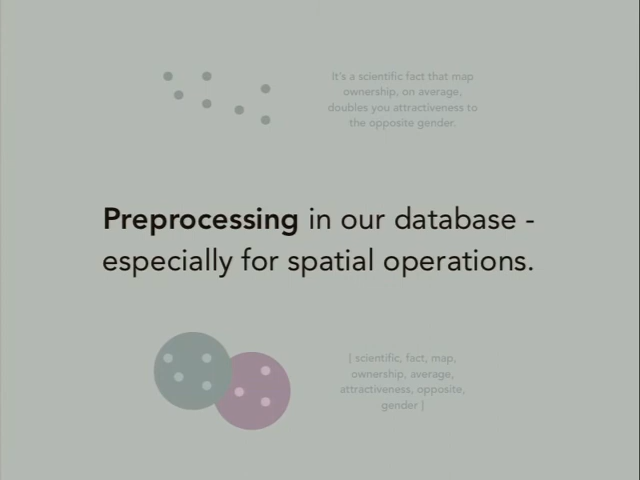 It's a scientific fact that map
ownership, on average,
doubles you attractiveness to
the opposite gender.
Preprocessing in our database -
especially for spatial operations.
[ scientific, fact, map,
ownership, average,
attractiveness, opposite,
gender ]